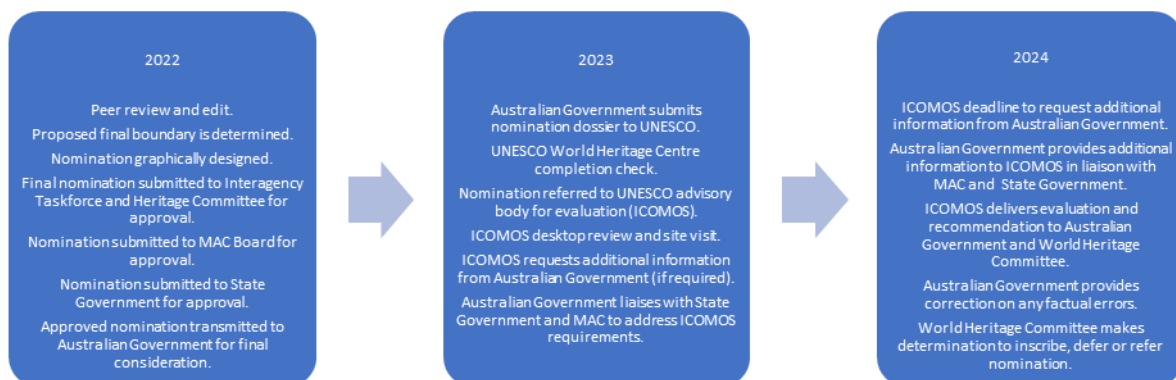 2022
Peer review and edit.
Proposed final boundary is determined.
Nomination graphically designed.
Final nomination submitted to Interagency
Taskforce and Heritage Committee for
approval.
Nomination submitted to MAC Board for
approval.
Nomination submitted to State
Government for approval.
Approved nomination transmitted to
Australian Government for final
consideration.
2023
Australian Government submits
nomination dossier to UNESCO.
UNESCO World Heritage Centre
completion check.
Nomination referred to UNESCO advisory
body for evaluation (ICOMOS).
ICOMOS desktop review and site visit.
ICOMOS requests additional information
from Australian Government (if required).
Australian Government liaises with State
Government and MAC to address ICOMOS
requirements.
2024
ICOMOS deadline to request additional
information from Australian Government.
Australian Government provides additional
information to ICOMOS in liaison with
MAC and State Government.
ICOMOS delivers evaluation and
recommendation to Australian
Government and World Heritage
Committee.
Australian Government provides
correction on any factual errors.
World Heritage Committee makes
determination to inscribe, defer or refer
nomination.